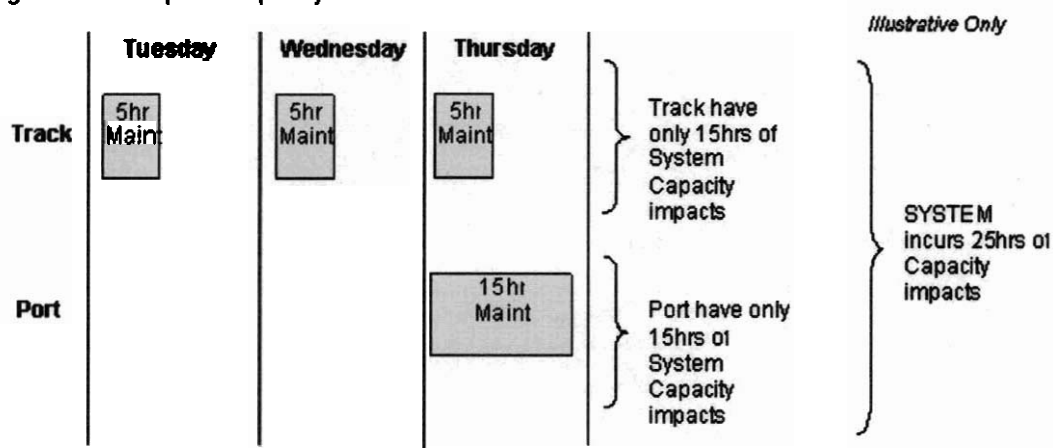 Illustrative Only
Tuesday
Wednesday
Thursday
Track
5hr
Maint
5hr
Maint
5hr
Maint
Track have
only 15hrs of
System
Capacity
impacts
SYSTEM
incurs 25hrs of
Capacity
impacts
Port
15hr
Maint
Port have only
15hrs of
System
Capacity
impacts